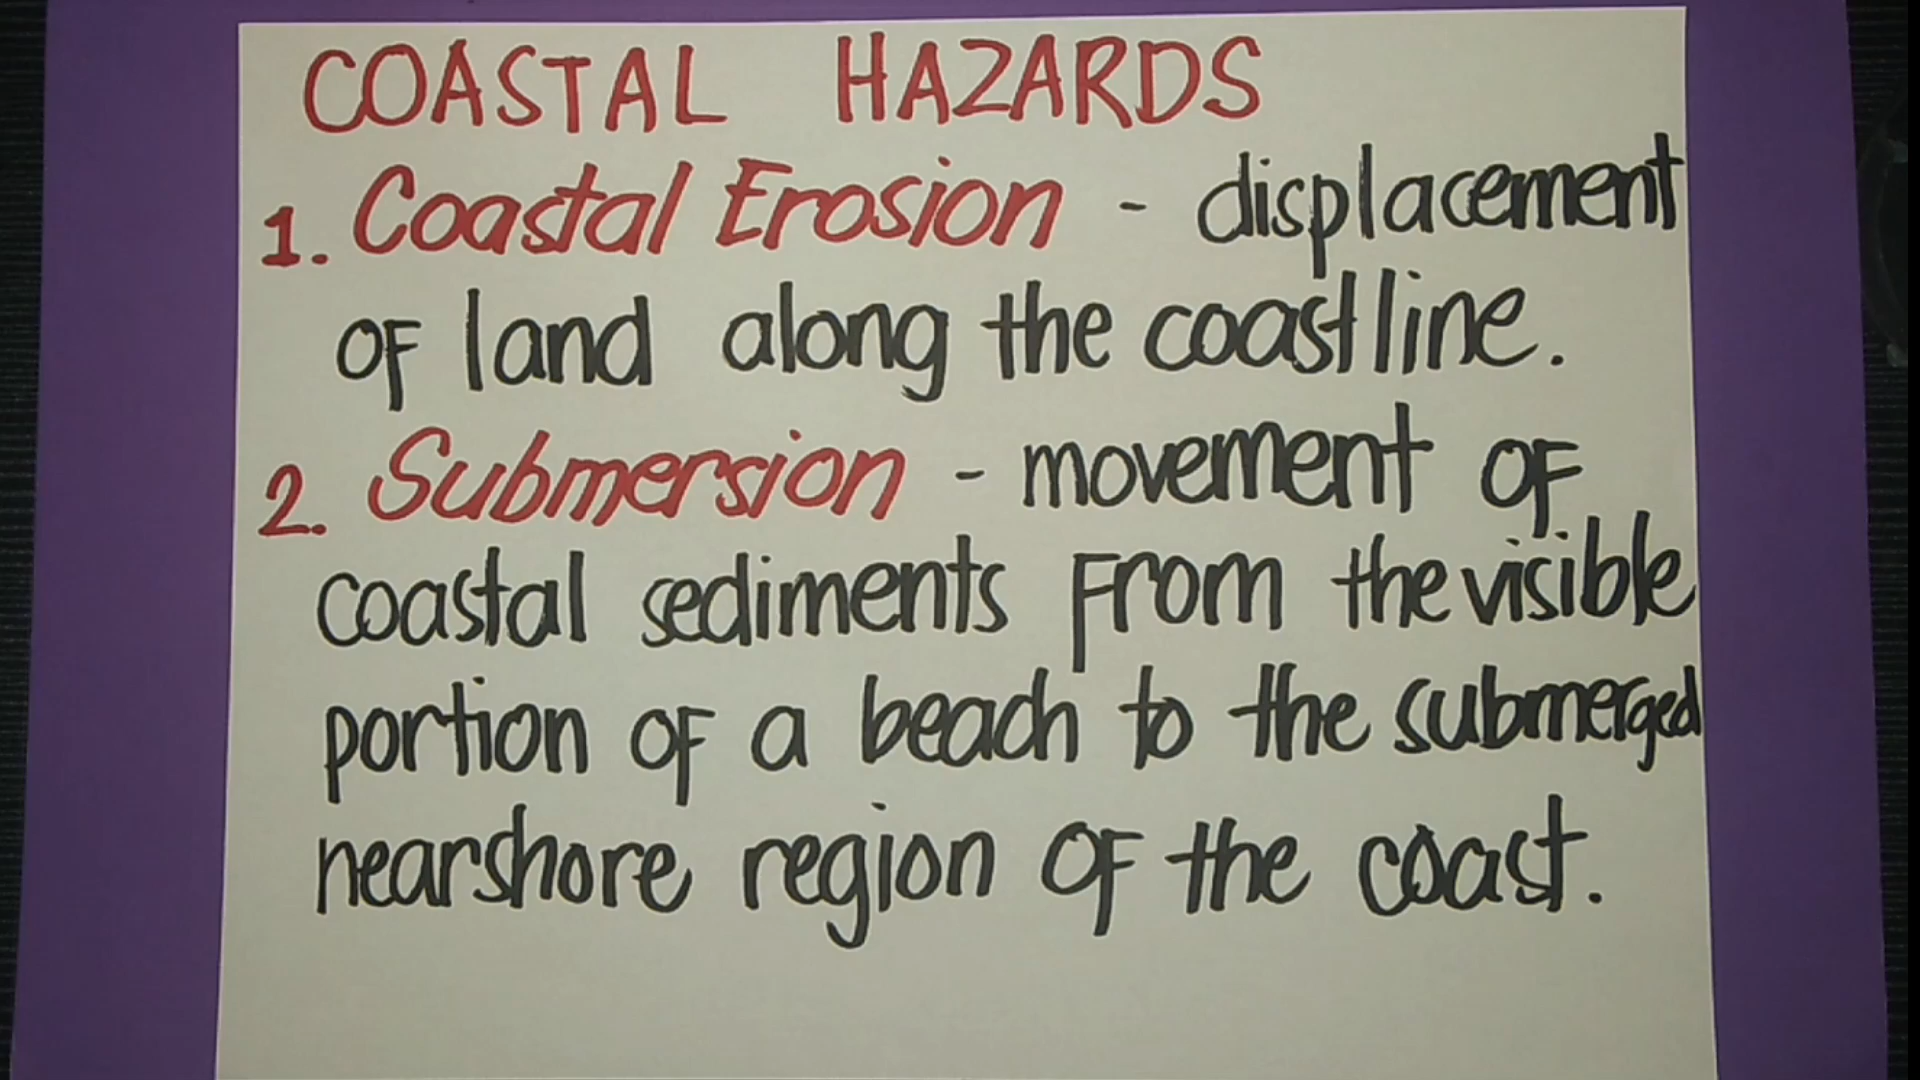 COASTAL HAZARDS
1. Coastal Erosion - displacement
of land along the coastline.
2. Submersion - movement of
coastal sediments from the visible
portion of a beach to the submerged
nearshore region of the coast.